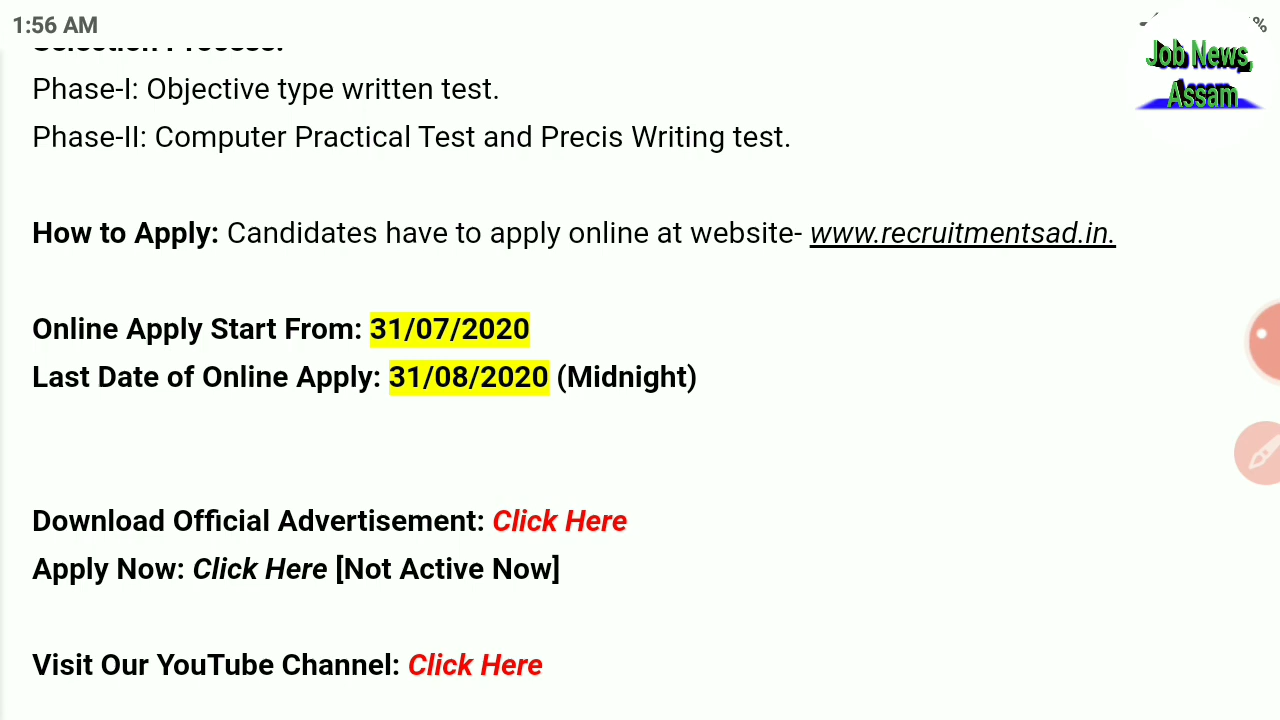 1:56 AM
%
Job News,
Assam
Selection Process:
Phase-I: Objective type written test.
Phase-II: Computer Practical Test and Precis Writing test.
How to Apply: Candidates have to apply online at website- www.recruitmentsad.in.
Online Apply Start From: 31/07/2020
Last Date of Online Apply: 31/08/2020 (Midnight)
Download Official Advertisement: Click Here
Apply Now: Click Here [Not Active Now]
Visit Our YouTube Channel: Click Here